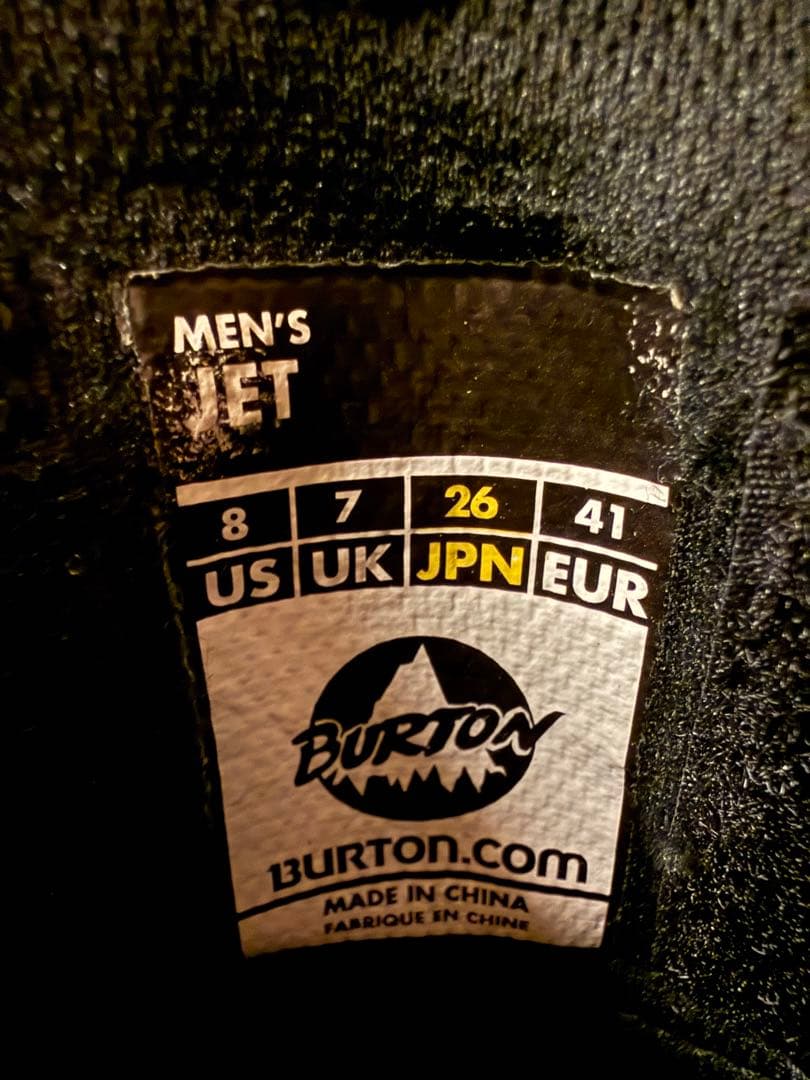 MEN'S
JET
8 7 26 41
US UK JPN EUR
BURTON
BURTON.COM
MADE IN CHINA
FABRIQUE EN CHINE